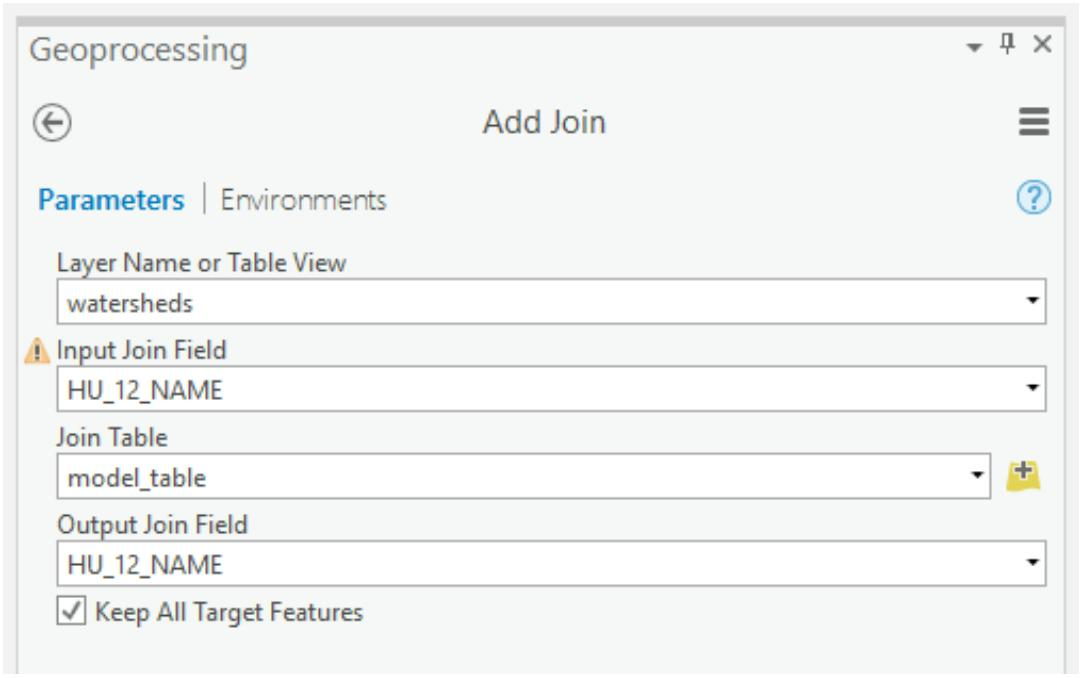 Geoprocessing
Add Join
Parameters | Environments
Layer Name or Table View
watersheds
Input Join Field
HU_12_NAME
Join Table
model_table
Output Join Field
HU_12_NAME
Keep All Target Features